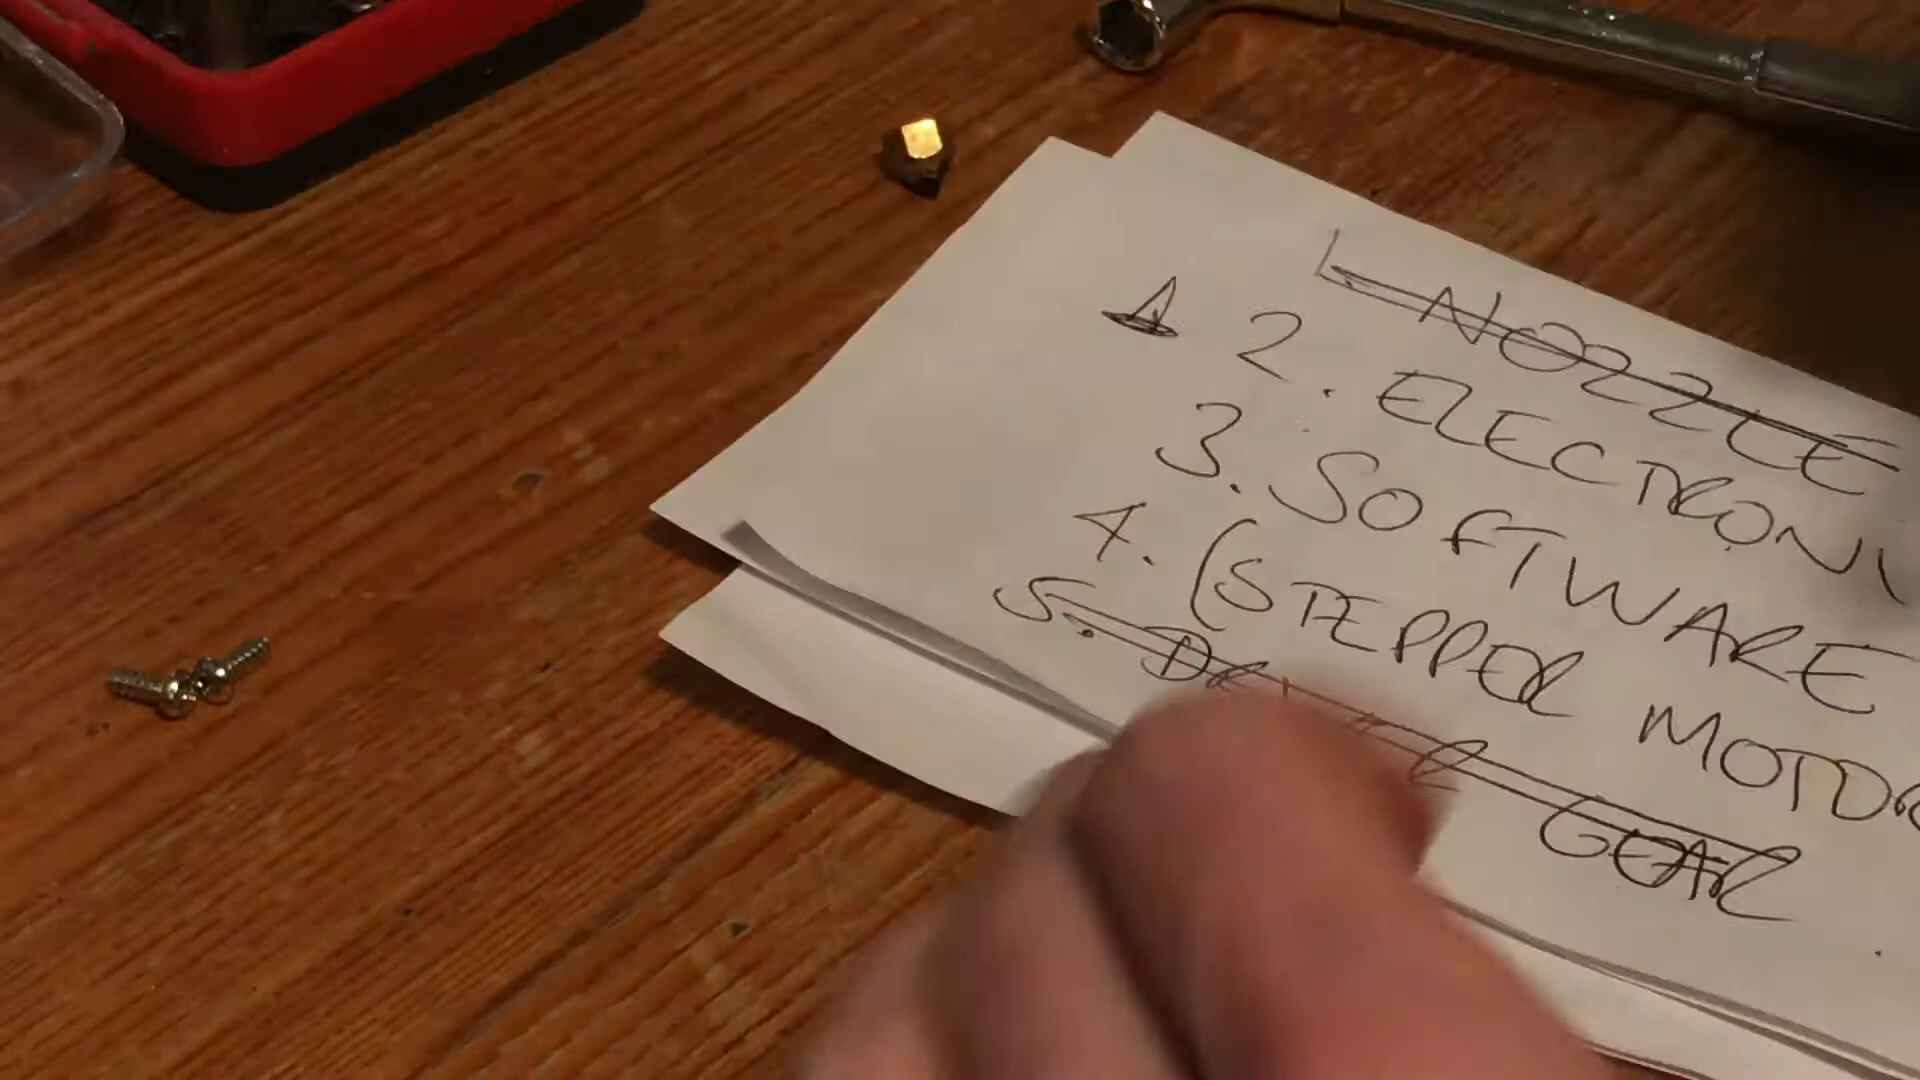 1. NOZZLE
2. ELECTRONI
3. SOFTWARE
4. (STEPPER MOTOR
5. GEAR